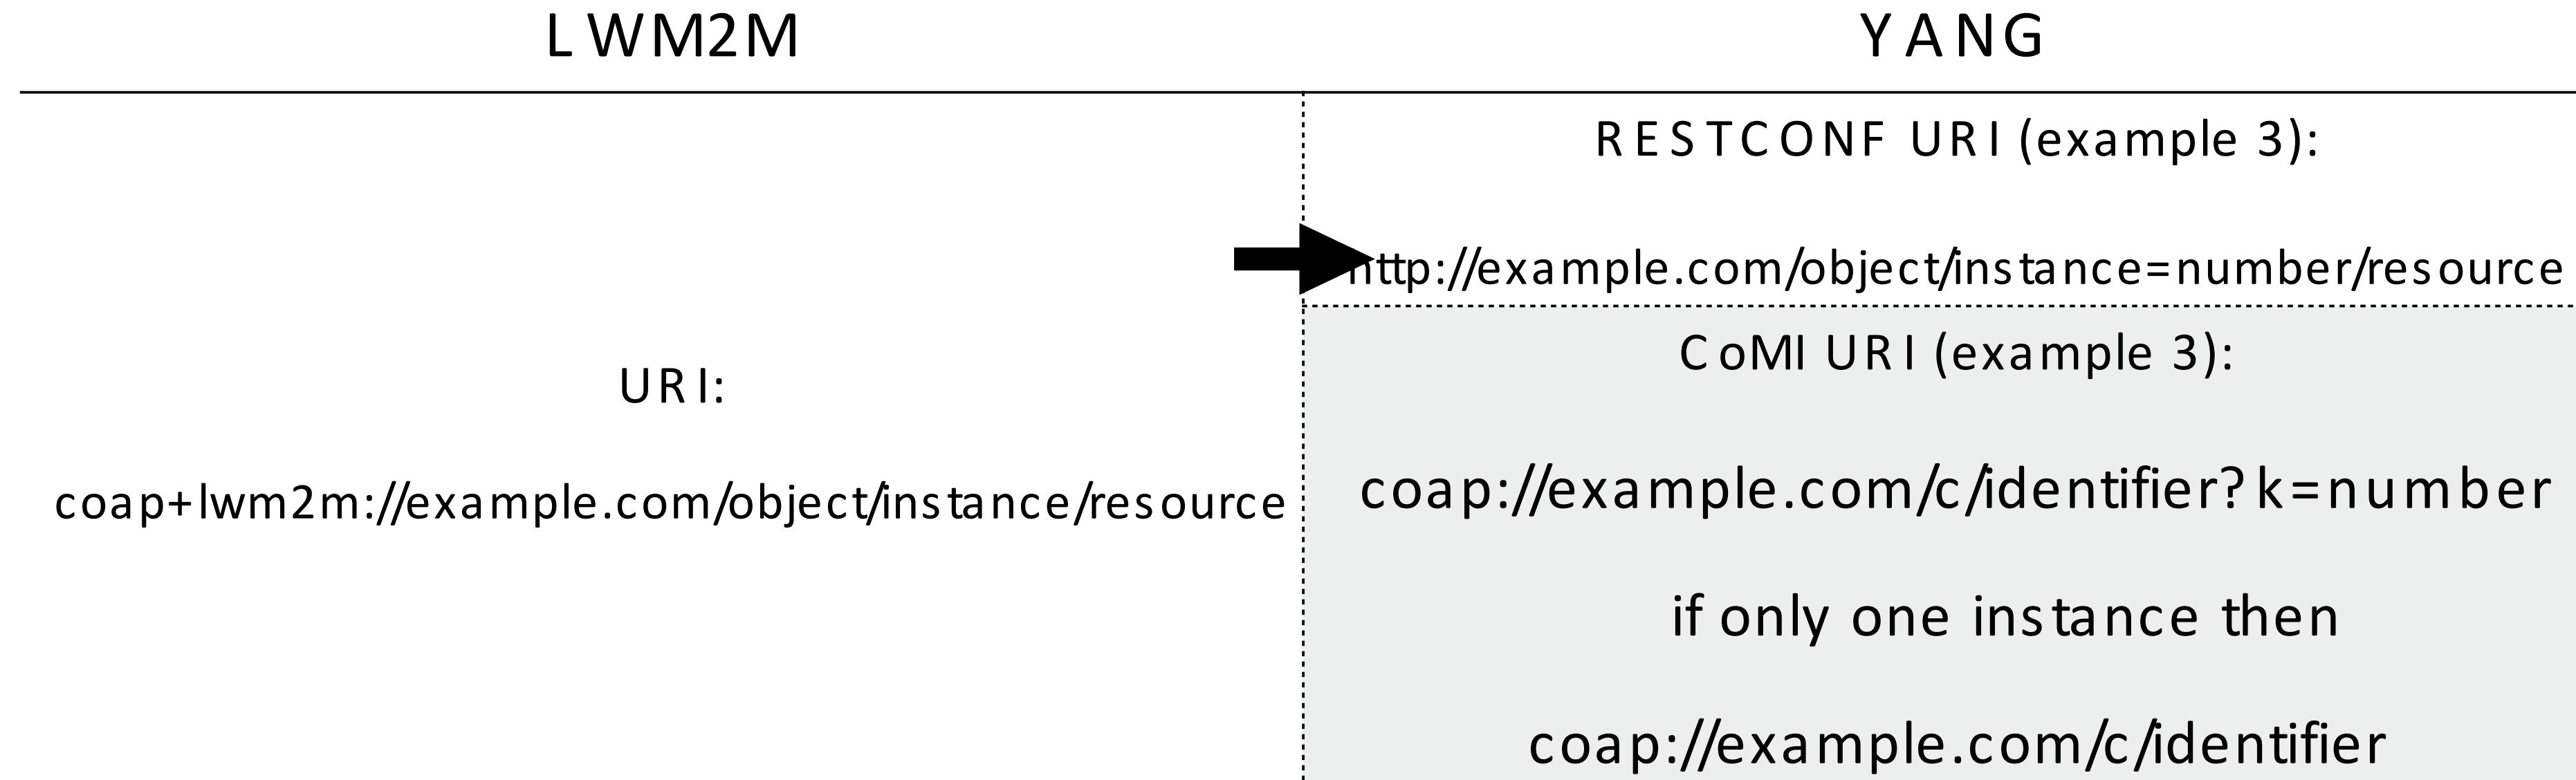 LWM2M
YANG
URI:
coap+lwm2m://example.com/object/instance/resource
RESTCONF URI (example 3):
http://example.com/object/instance=number/resource
CoMI URI (example 3):
coap://example.com/c/identifier?k=number
if only one instance then
coap://example.com/c/identifier